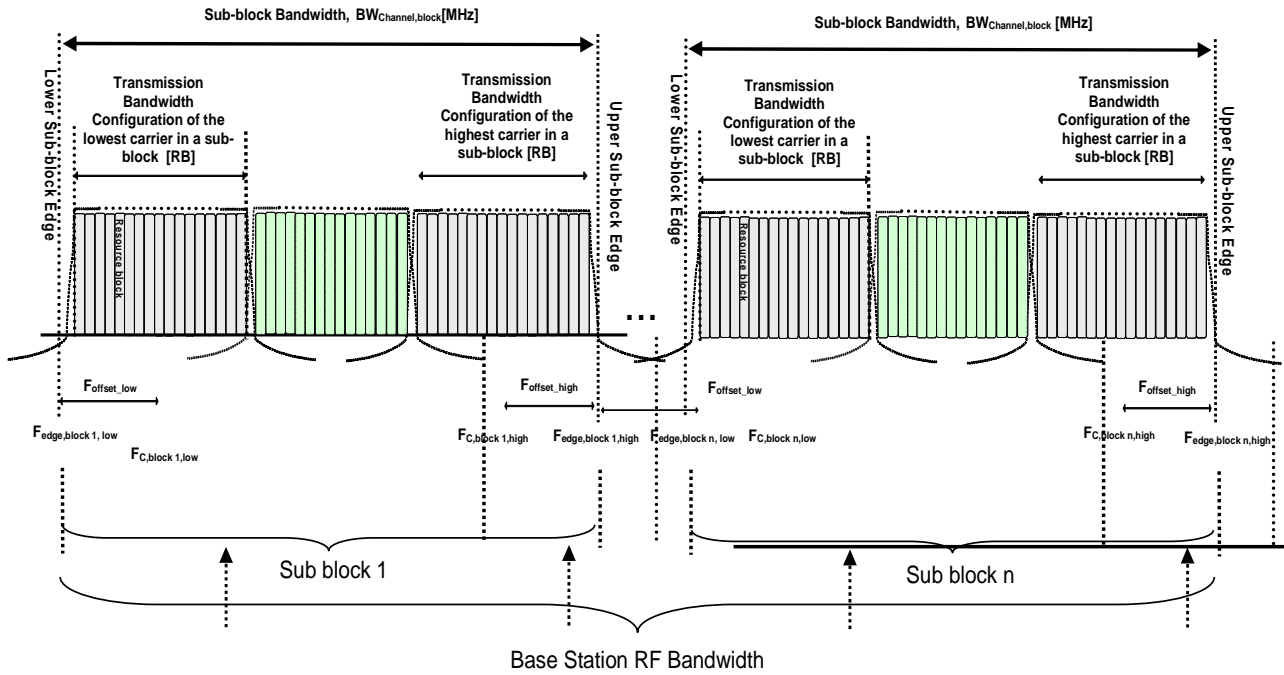 Sub-block Bandwidth, BWChannel,block[MHz]
Sub-block Bandwidth, BWChannel,block [MHz]
Lower Sub-block Edge
Transmission
Bandwidth
Configuration of the
lowest carrier in a sub-
block [RB]
Transmission
Bandwidth
Configuration of the
highest carrier in a
sub-block [RB]
Upper Sub-block Edge
Resource block
...
Lower Sub-block Edge
Transmission
Bandwidth
Configuration of the
lowest carrier in a
sub-block [RB]
Transmission
Bandwidth
Configuration of the
highest carrier in a
sub-block [RB]
Upper Sub-block Edge
Resource block
Foffset_low
Foffset_high
Foffset_low
Foffset_high
Fedge,block 1, low
FC,block 1,low
FC,block 1,high
Fedge,block 1,high
Fedge,block n, low
FC,block n,low
FC,block n,high
Fedge,block n,high
Sub block 1
Sub block n
Base Station RF Bandwidth